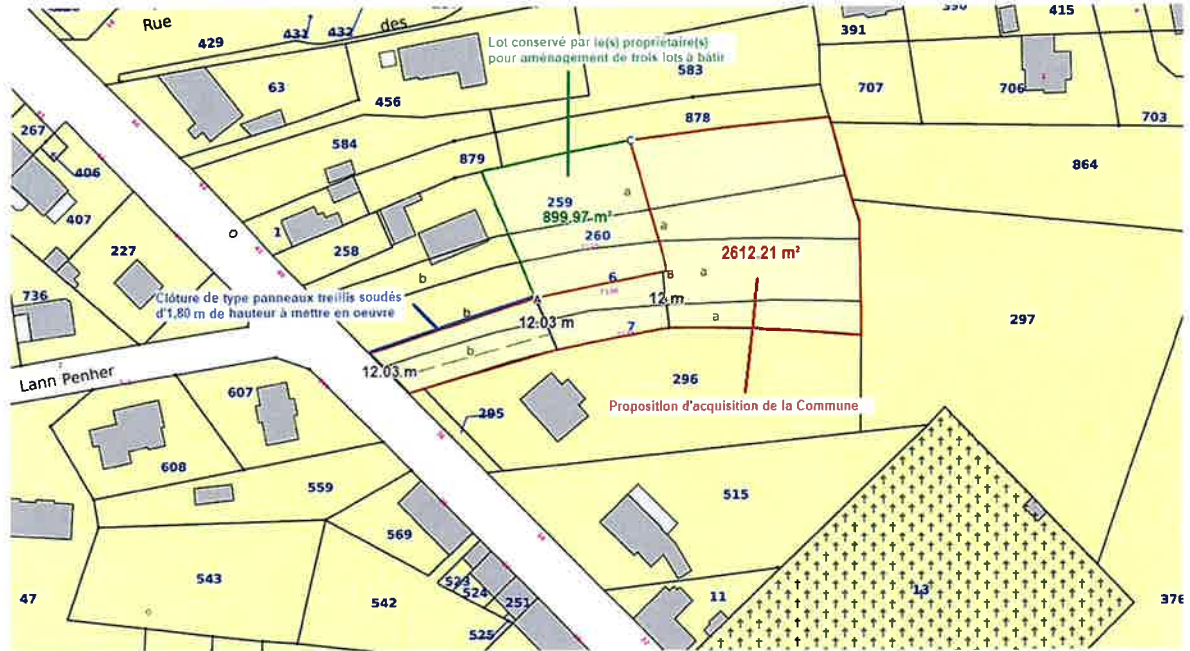 Rue des
429
431
432
391
390
415
Lot conservé par le(s) propriétaire(s)
pour aménagement de trois lots à bâtir
583
63
456
707
706
703
878
267
584
879
864
406
407
259
a
899.97 m²
a
1
260
227
258
6
B
a
2612.21 m²
b
736
Clôture de type panneaux treillis soudés
d'1,80 m de hauteur à mettre en oeuvre
b
A
12.03 m
12 m
7
a
297
C
b
12.03 m
Lann Penher
296
607
295
Proposition d'acquisition de la Commune
608
559
515
569
543
47
542
523
524
251
525
11
13
376